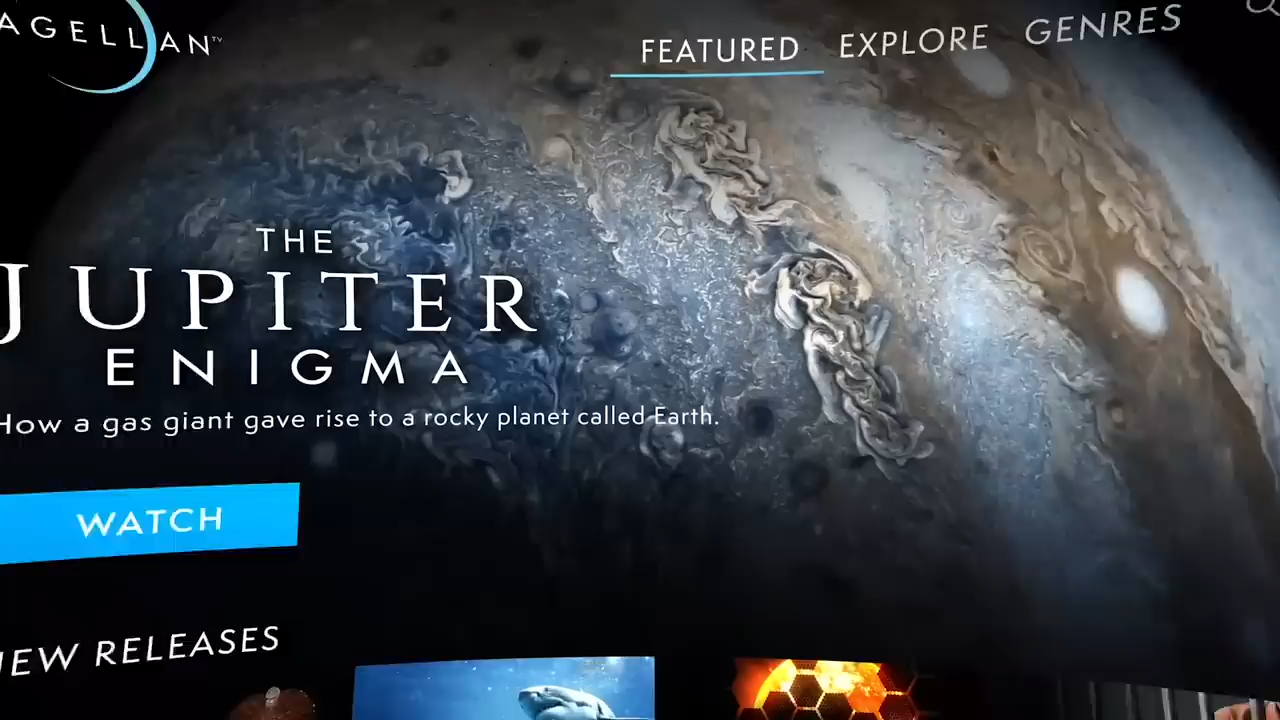 AGELLAN™
FEATURED EXPLORE GENRES
THE
JUPITER
ENIGMA
How a gas giant gave rise to a rocky planet called Earth.
WATCH
NEW RELEASES